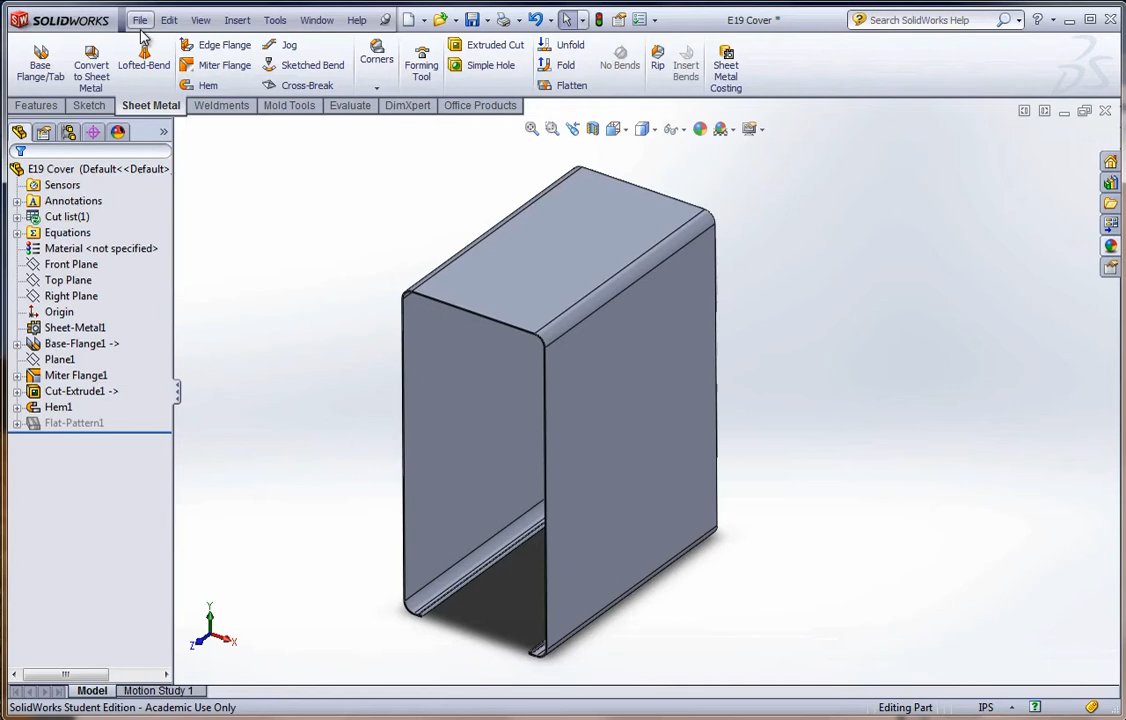 SOLIDWORKS File Edit View Insert Tools Window Help E19 Cover * Search SolidWorks Help
Base Flange/Tab
Convert to Sheet Metal
Lofted-Bend
Edge Flange
Miter Flange
Hem
Jog
Sketched Bend
Cross-Break
Corners
Forming Tool
Extruded Cut
Simple Hole
Unfold
Fold
Flatten
No Bends
Rip
Insert Bends
Sheet Metal Costing
Features Sketch Sheet Metal Weldments Mold Tools Evaluate DimXpert Office Products
E19 Cover (Default<<Default>
Sensors
Annotations
Cut list(1)
Equations
Material <not specified>
Front Plane
Top Plane
Right Plane
Origin
Sheet-Metal1
Base-Flange1 ->
Plane1
Miter Flange1
Cut-Extrude1 ->
Hem1
Flat-Pattern1
Y
Z
X
Model Motion Study 1
SolidWorks Student Edition - Academic Use Only Editing Part IPS